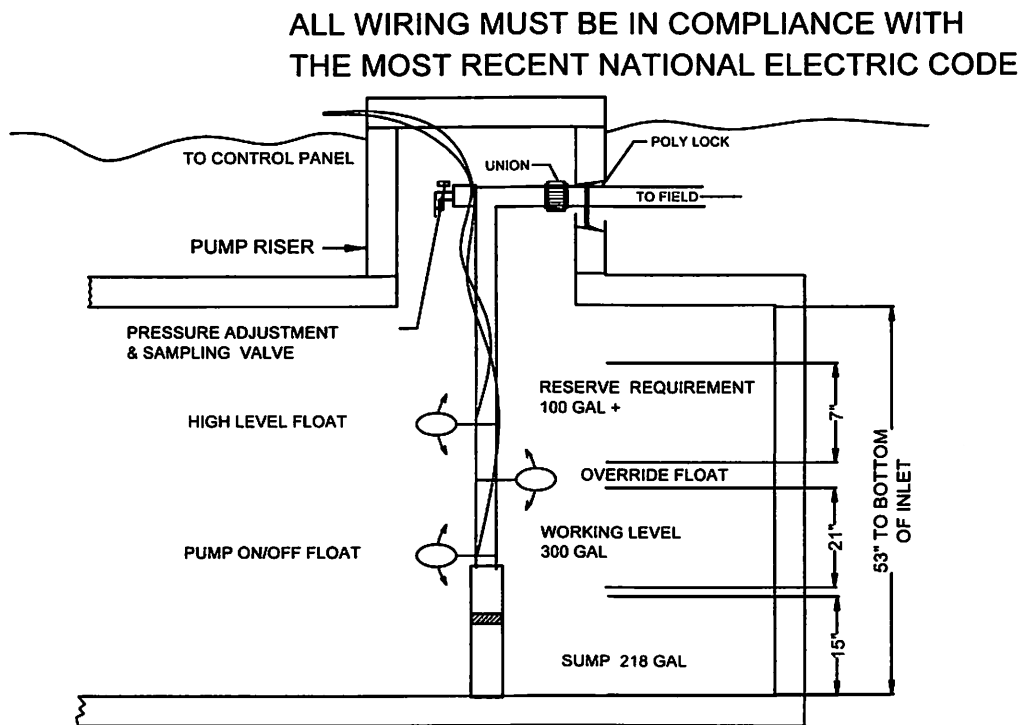 ALL WIRING MUST BE IN COMPLIANCE WITH
THE MOST RECENT NATIONAL ELECTRIC CODE
TO CONTROL PANEL
UNION
POLY LOCK
TO FIELD
PUMP RISER
PRESSURE ADJUSTMENT
& SAMPLING VALVE
RESERVE REQUIREMENT
100 GAL +
7"
HIGH LEVEL FLOAT
OVERRIDE FLOAT
53" TO BOTTOM
OF INLET
WORKING LEVEL
300 GAL
21"
PUMP ON/OFF FLOAT
SUMP 218 GAL
15"